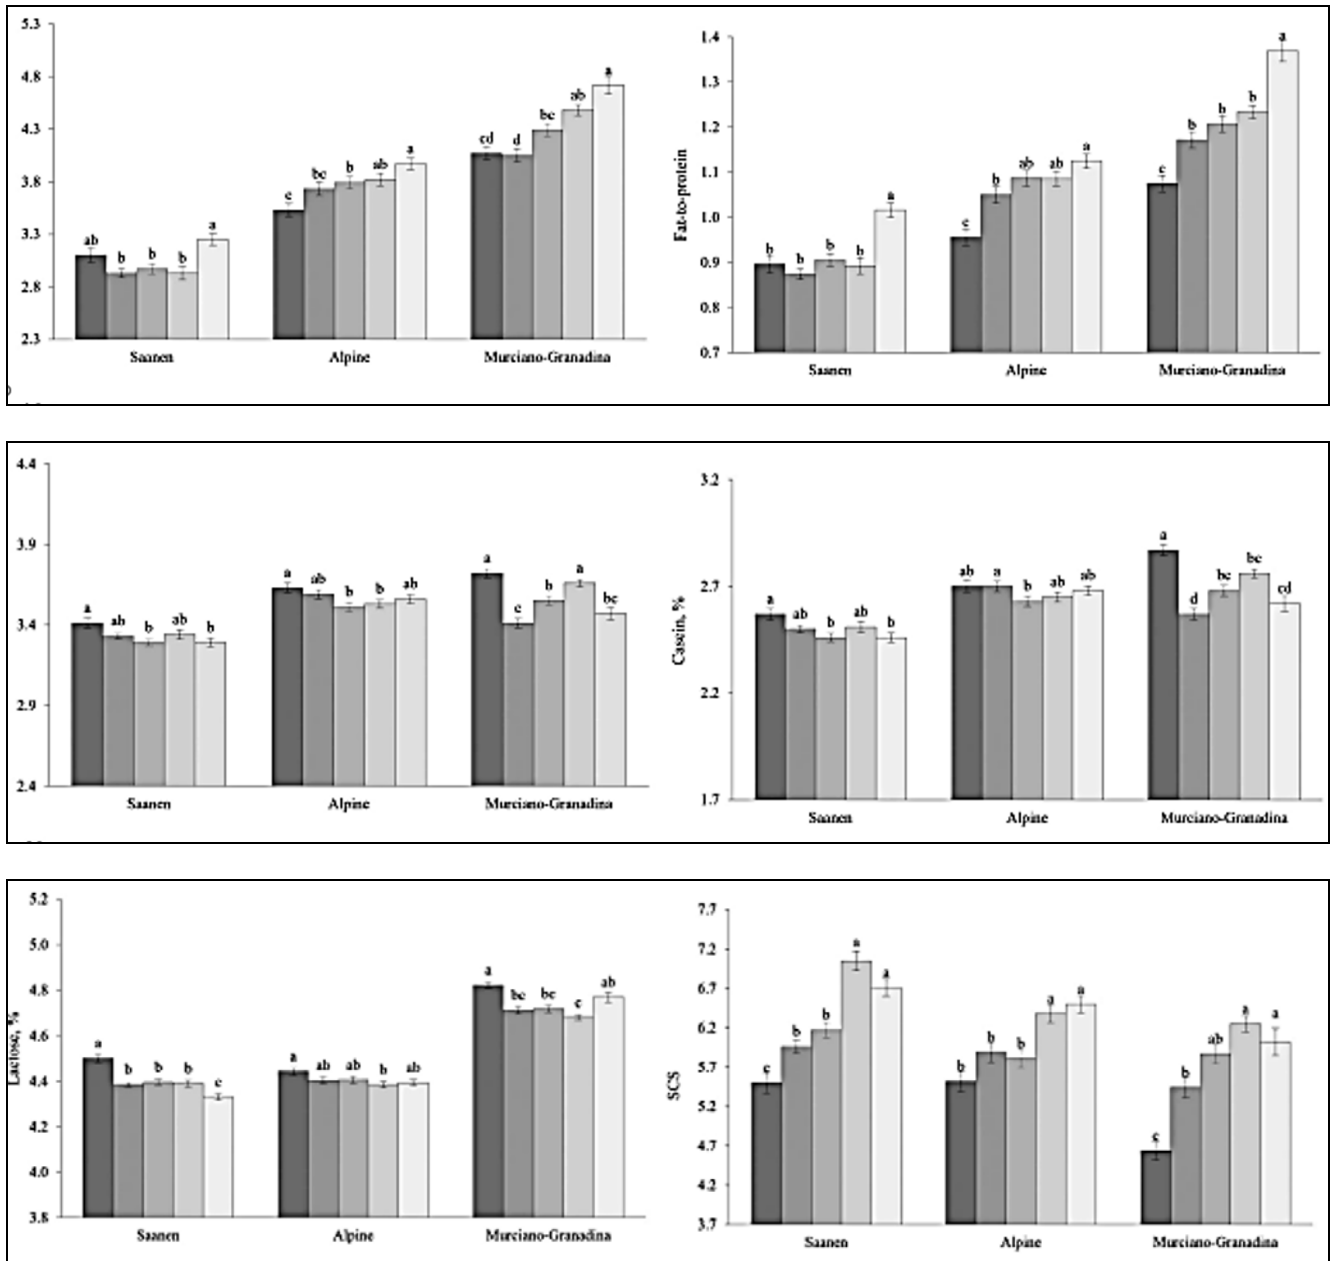 5.3
4.8
4.3
3.8
3.3
2.8
2.3
ab b b b a
c bc b ab a
cd d bc ab a
Saanen Alpine Murciano-Granadina
Fat-to-protein
1.4
1.3
1.2
1.1
1.0
0.9
0.8
0.7
b b b b a
c b ab ab a
c b b b a
Saanen Alpine Murciano-Granadina
4.4
3.9
3.4
2.9
2.4
a ab b ab b
a ab b b ab
a c b a bc
Saanen Alpine Murciano-Granadina
Casein, %
3.2
2.7
2.2
1.7
a ab b ab b
ab a b ab ab
a d bc bc cd
Saanen Alpine Murciano-Granadina
Lactose, %
5.2
5.0
4.8
4.6
4.4
4.2
4.0
3.8
a b b b c
a ab ab b ab
a bc bc c ab
Saanen Alpine Murciano-Granadina
SCS
7.7
7.2
6.7
6.2
5.7
5.2
4.7
4.2
3.7
c b b a a
b b b a a
c b ab a a
Saanen Alpine Murciano-Granadina